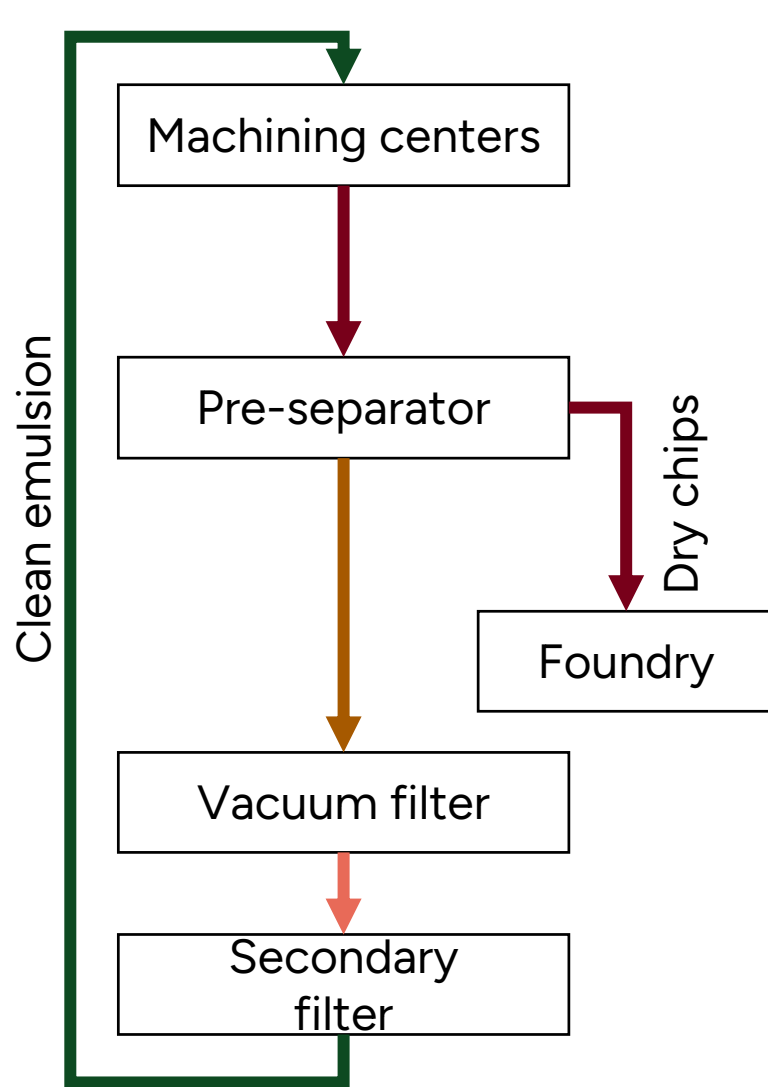 Machining centers
Pre-separator
Clean emulsion
Dry chips
Foundry
Vacuum filter
Secondary
filter